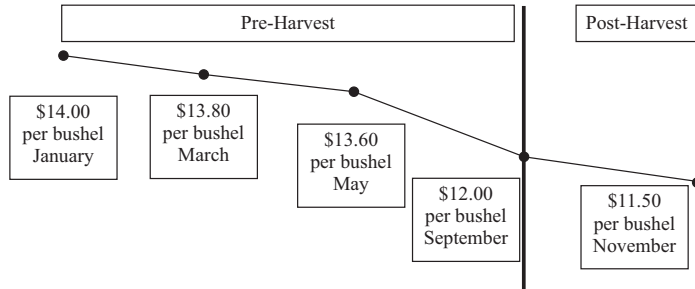 Pre-Harvest
Post-Harvest
$14.00
per bushel
January
$13.80
per bushel
March
$13.60
per bushel
May
$12.00
per bushel
September
$11.50
per bushel
November